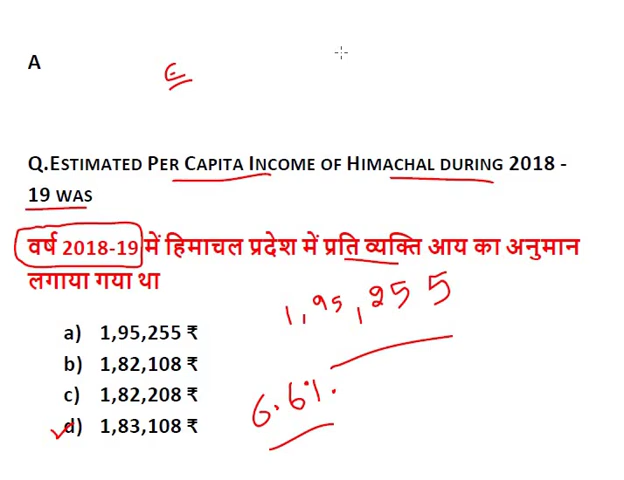 A
E
Q.ESTIMATED PER CAPITA INCOME OF HIMACHAL DURING 2018 -
19 WAS
वर्ष 2018-19 में हिमाचल प्रदेश में प्रति व्यक्ति आय का अनुमान
लगाया गया था
1,95,255
a) 1,95,255 ₹
b) 1,82,108 ₹
c) 1,82,208 ₹
6.6%.
d) 1,83,108 ₹